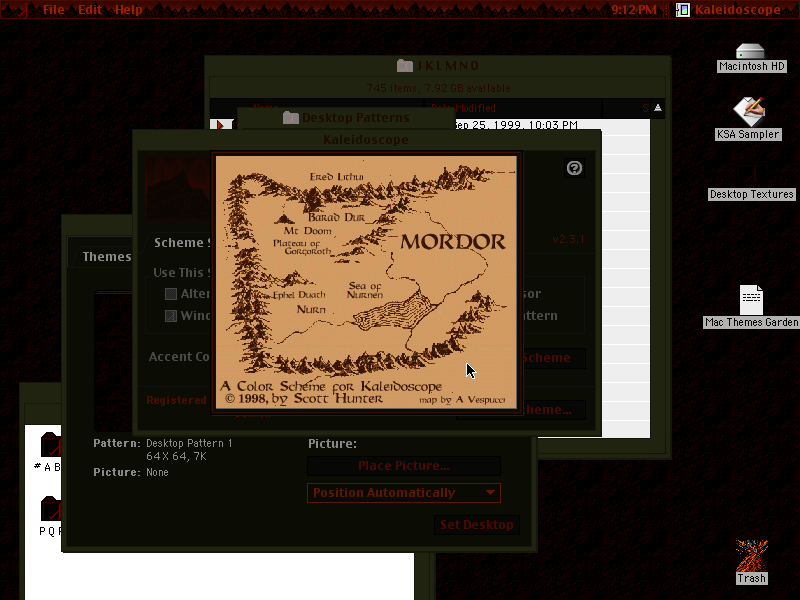 File Edit Help
9:12 PM
Kaleidoscope
Macintosh HD
KSA Sampler
Desktop Textures
Mac Themes Garden
Trash
I K L M N O
745 items, 7.92 GB available
Name
Date Modified
S
Sep 25, 1999, 10:03 PM
Desktop Patterns
Kaleidoscope
v2.3.1
Scheme S
Use This S
Alter
Wind
sor
attern
Accent Co
cheme
Registered
heme...
Ered Lithui
Barad Dur
Mt Doom
Plateau of
Gorgoroth
MORDOR
Ephel Duath
Sea of
Nurnen
Nurn
A Color Scheme for Kaleidoscope
© 1998, by Scott Hunter
map by A Vespucci
Themes
Pattern: Desktop Pattern 1
64X 64, 7K
Picture: None
Picture:
Place Picture...
Position Automatically
Set Desktop
# A B
P Q R